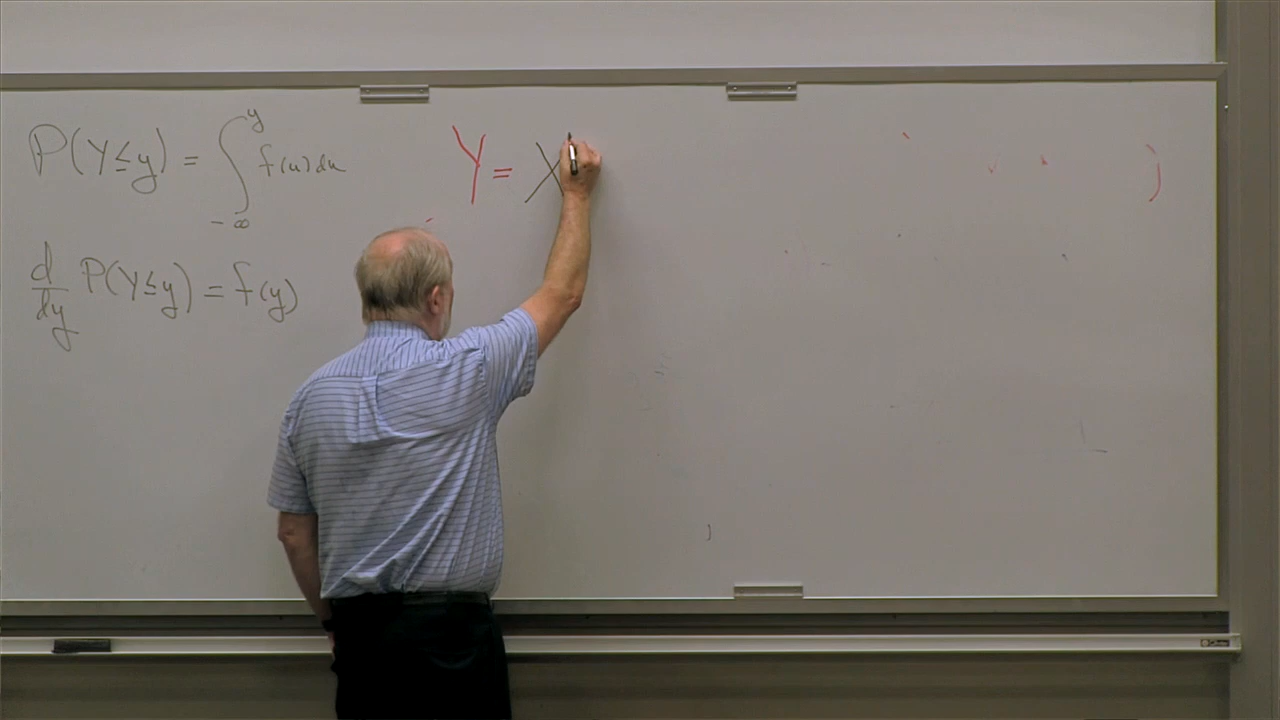 P(Y≤y) = ∫_{-∞}^{y} f(u)du
Y = X
d/dy P(Y≤y) = f(y)